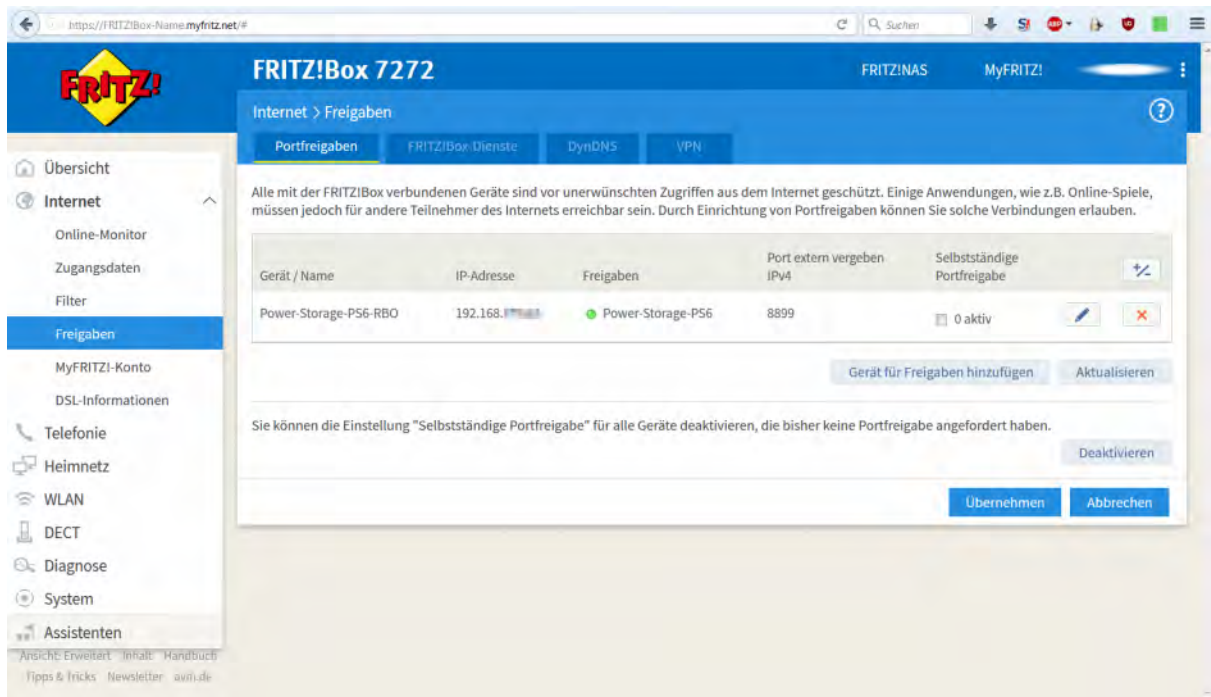 https://FRITZ!Box-Name.myfritz.net/#
Suchen
FRITZ!
FRITZ!Box 7272
FRITZ!NAS
MyFRITZ!
Internet > Freigaben
Portfreigaben
FRITZ!Box-Dienste
DynDNS
VPN
Übersicht
Internet
Online-Monitor
Zugangsdaten
Filter
Freigaben
MyFRITZ!-Konto
DSL-Informationen
Telefonie
Heimnetz
WLAN
DECT
Diagnose
System
Assistenten
Ansicht: Erweitert Inhalt Handbuch
Tipps & Tricks Newsletter avm.de
Alle mit der FRITZ!Box verbundenen Geräte sind vor unerwünschten Zugriffen aus dem Internet geschützt. Einige Anwendungen, wie z.B. Online-Spiele,
müssen jedoch für andere Teilnehmer des Internets erreichbar sein. Durch Einrichtung von Portfreigaben können Sie solche Verbindungen erlauben.
Gerät / Name
IP-Adresse
Freigaben
Port extern vergeben
IPv4
Selbstständige
Portfreigabe
Power-Storage-PS6-RBO
192.168.
Power-Storage-PS6
8899
0 aktiv
Gerät für Freigaben hinzufügen
Aktualisieren
Sie können die Einstellung "Selbstständige Portfreigabe" für alle Geräte deaktivieren, die bisher keine Portfreigabe angefordert haben.
Deaktivieren
Übernehmen
Abbrechen